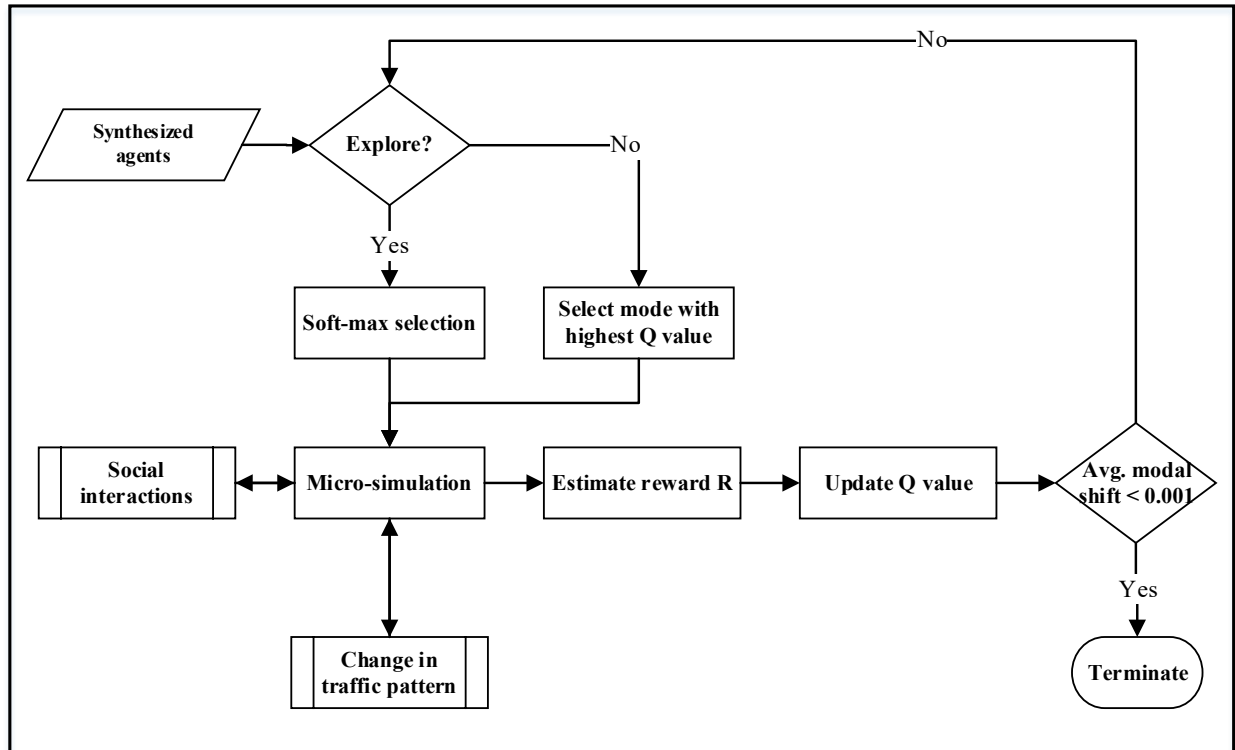 No
Synthesized
agents
Explore?
No
Yes
Soft-max selection
Select mode with
highest Q value
Social
interactions
Micro-simulation
Estimate reward R
Update Q value
Avg. modal
shift < 0.001
Yes
Change in
traffic pattern
Terminate